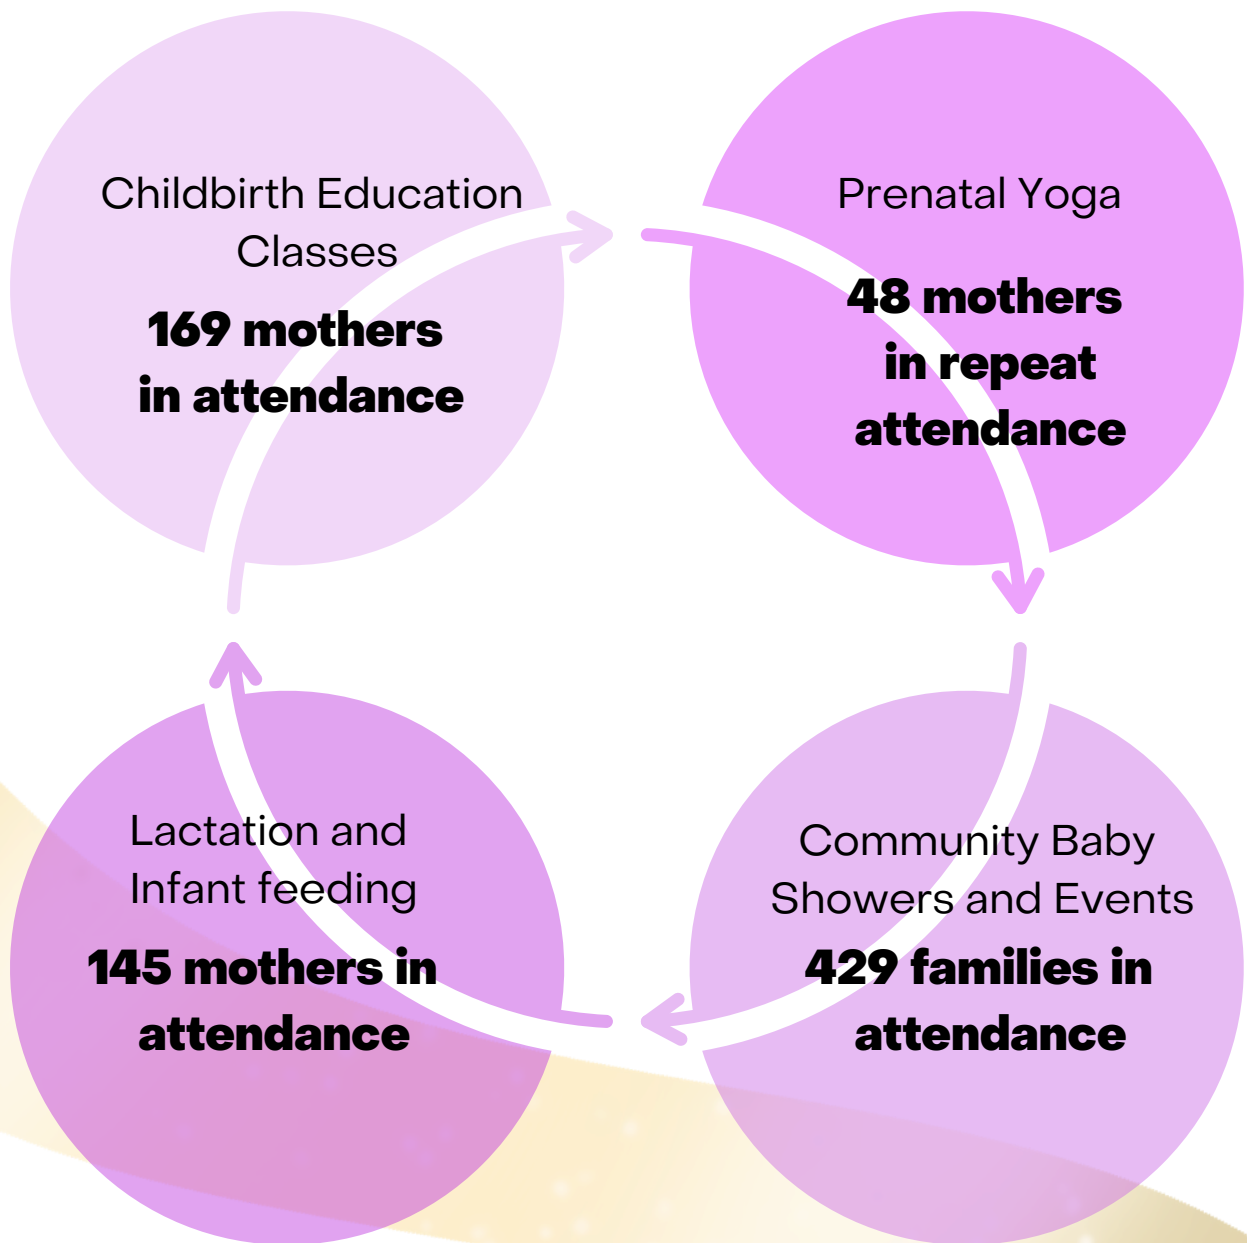 Childbirth Education
Classes
169 mothers
in attendance
Prenatal Yoga
48 mothers
in repeat
attendance
Lactation and
Infant feeding
145 mothers in
attendance
Community Baby
Showers and Events
429 families in
attendance